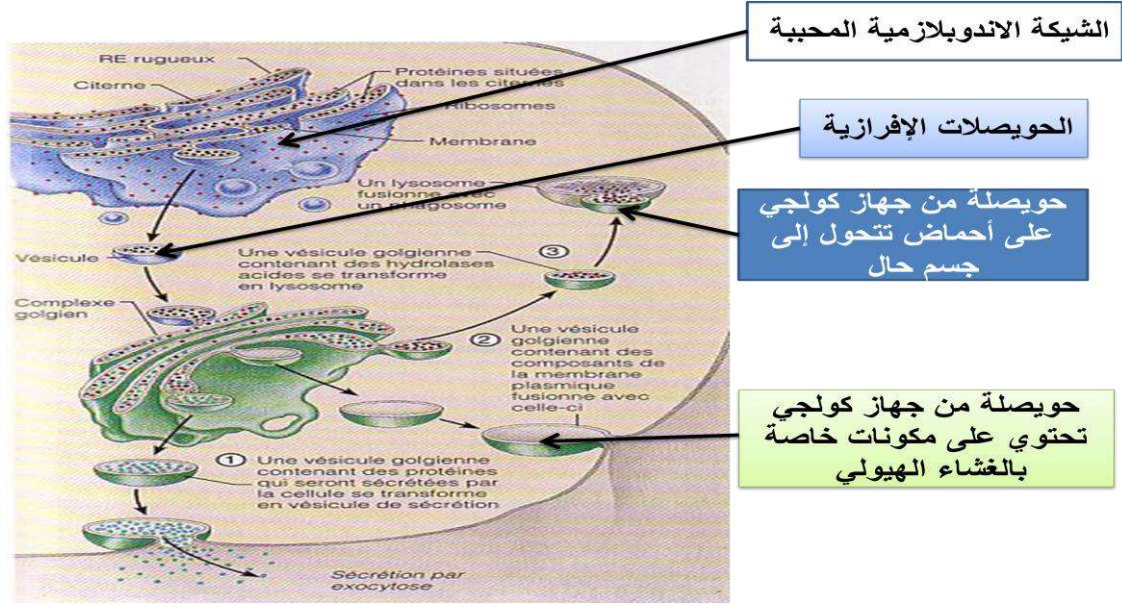 الشبكة الاندوبلازمية المحببة
الحويصلات الإفرازية
حويصلة من جهاز كولجي
على أحماض تتحول إلى
جسم حال
حويصلة من جهاز كولجي
تحتوي على مكونات خاصة
بالغشاء الهيولي
RE rugueux
Citerne
Protéines situées
dans les citernes
Ribosomes
Membrane
Un lysosome
fusionne avec
un phagosome
Vésicule
Une vésicule golgienne
contenant des hydrolases
acides se transforme
en lysosome
③
Complexe
golgien
② Une vésicule
golgienne
contenant des
composants de
la membrane
plasmique
fusionne avec
celle-ci
① Une vésicule golgienne
contenant des protéines
qui seront sécrétées par
la cellule se transforme
en vésicule de sécrétion
Sécrétion par
exocytose